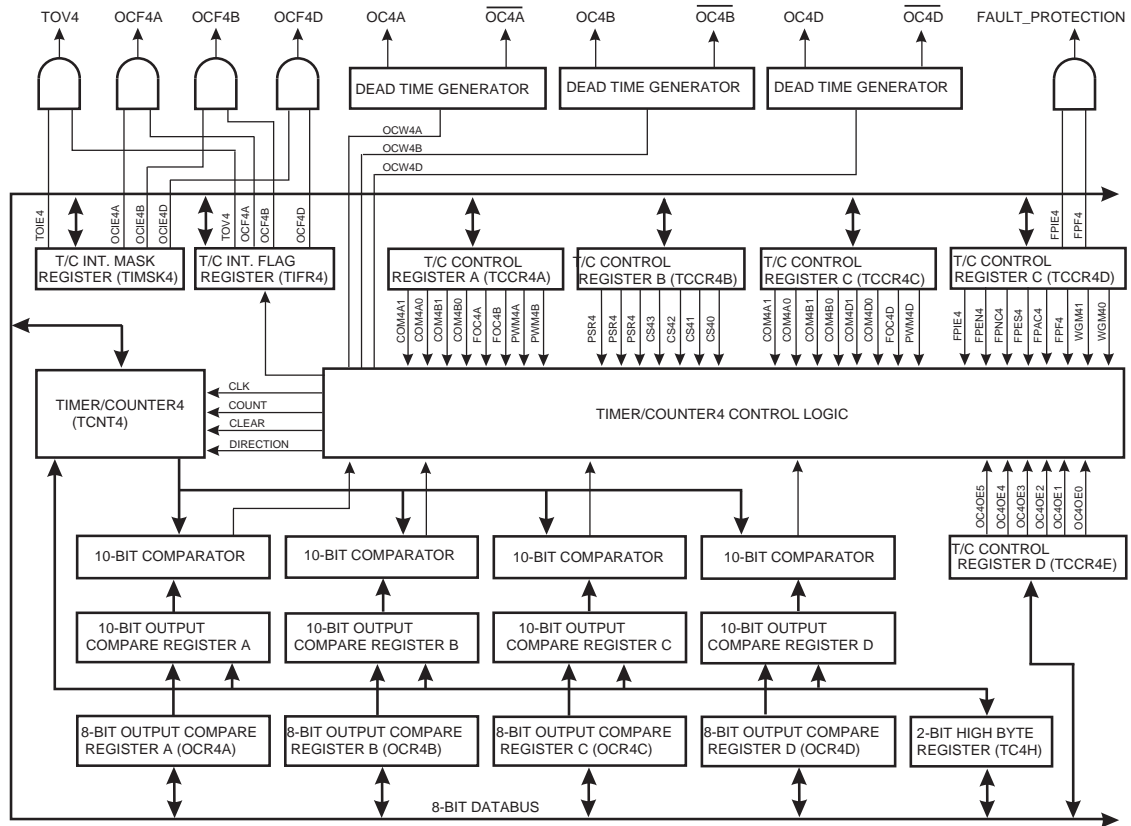 TOV4 OCF4A OCF4B OCF4D OC4A OC4A OC4B OC4B OC4D OC4D FAULT_PROTECTION
DEAD TIME GENERATOR
DEAD TIME GENERATOR
DEAD TIME GENERATOR
OCW4A
OCW4B
OCW4D
TOIE4
OCIE4A
OCIE4B
OCIE4D
TOV4
OCF4A
OCF4B
OCF4D
FPIE4
FPF4
T/C INT. MASK
REGISTER (TIMSK4)
T/C INT. FLAG
REGISTER (TIFR4)
T/C CONTROL
REGISTER A (TCCR4A)
T/C CONTROL
REGISTER B (TCCR4B)
T/C CONTROL
REGISTER C (TCCR4C)
T/C CONTROL
REGISTER C (TCCR4D)
COM4A1
COM4A0
COM4B1
COM4B0
FOC4A
FOC4B
PWM4A
PWM4B
PSR4
PSR4
PSR4
CS43
CS42
CS41
CS40
COM4A1
COM4A0
COM4B1
COM4B0
COM4D1
COM4D0
FOC4D
PWM4D
FPIE4
FPEN4
FPNC4
FPES4
FPAC4
FPF4
WGM41
WGM40
TIMER/COUNTER4
(TCNT4)
CLK
COUNT
CLEAR
DIRECTION
TIMER/COUNTER4 CONTROL LOGIC
OC4OE5
OC4OE4
OC4OE3
OC4OE2
OC4OE1
OC4OE0
10-BIT COMPARATOR
10-BIT COMPARATOR
10-BIT COMPARATOR
10-BIT COMPARATOR
T/C CONTROL
REGISTER D (TCCR4E)
10-BIT OUTPUT
COMPARE REGISTER A
10-BIT OUTPUT
COMPARE REGISTER B
10-BIT OUTPUT
COMPARE REGISTER C
10-BIT OUTPUT
COMPARE REGISTER D
8-BIT OUTPUT COMPARE
REGISTER A (OCR4A)
8-BIT OUTPUT COMPARE
REGISTER B (OCR4B)
8-BIT OUTPUT COMPARE
REGISTER C (OCR4C)
8-BIT OUTPUT COMPARE
REGISTER D (OCR4D)
2-BIT HIGH BYTE
REGISTER (TC4H)
8-BIT DATABUS